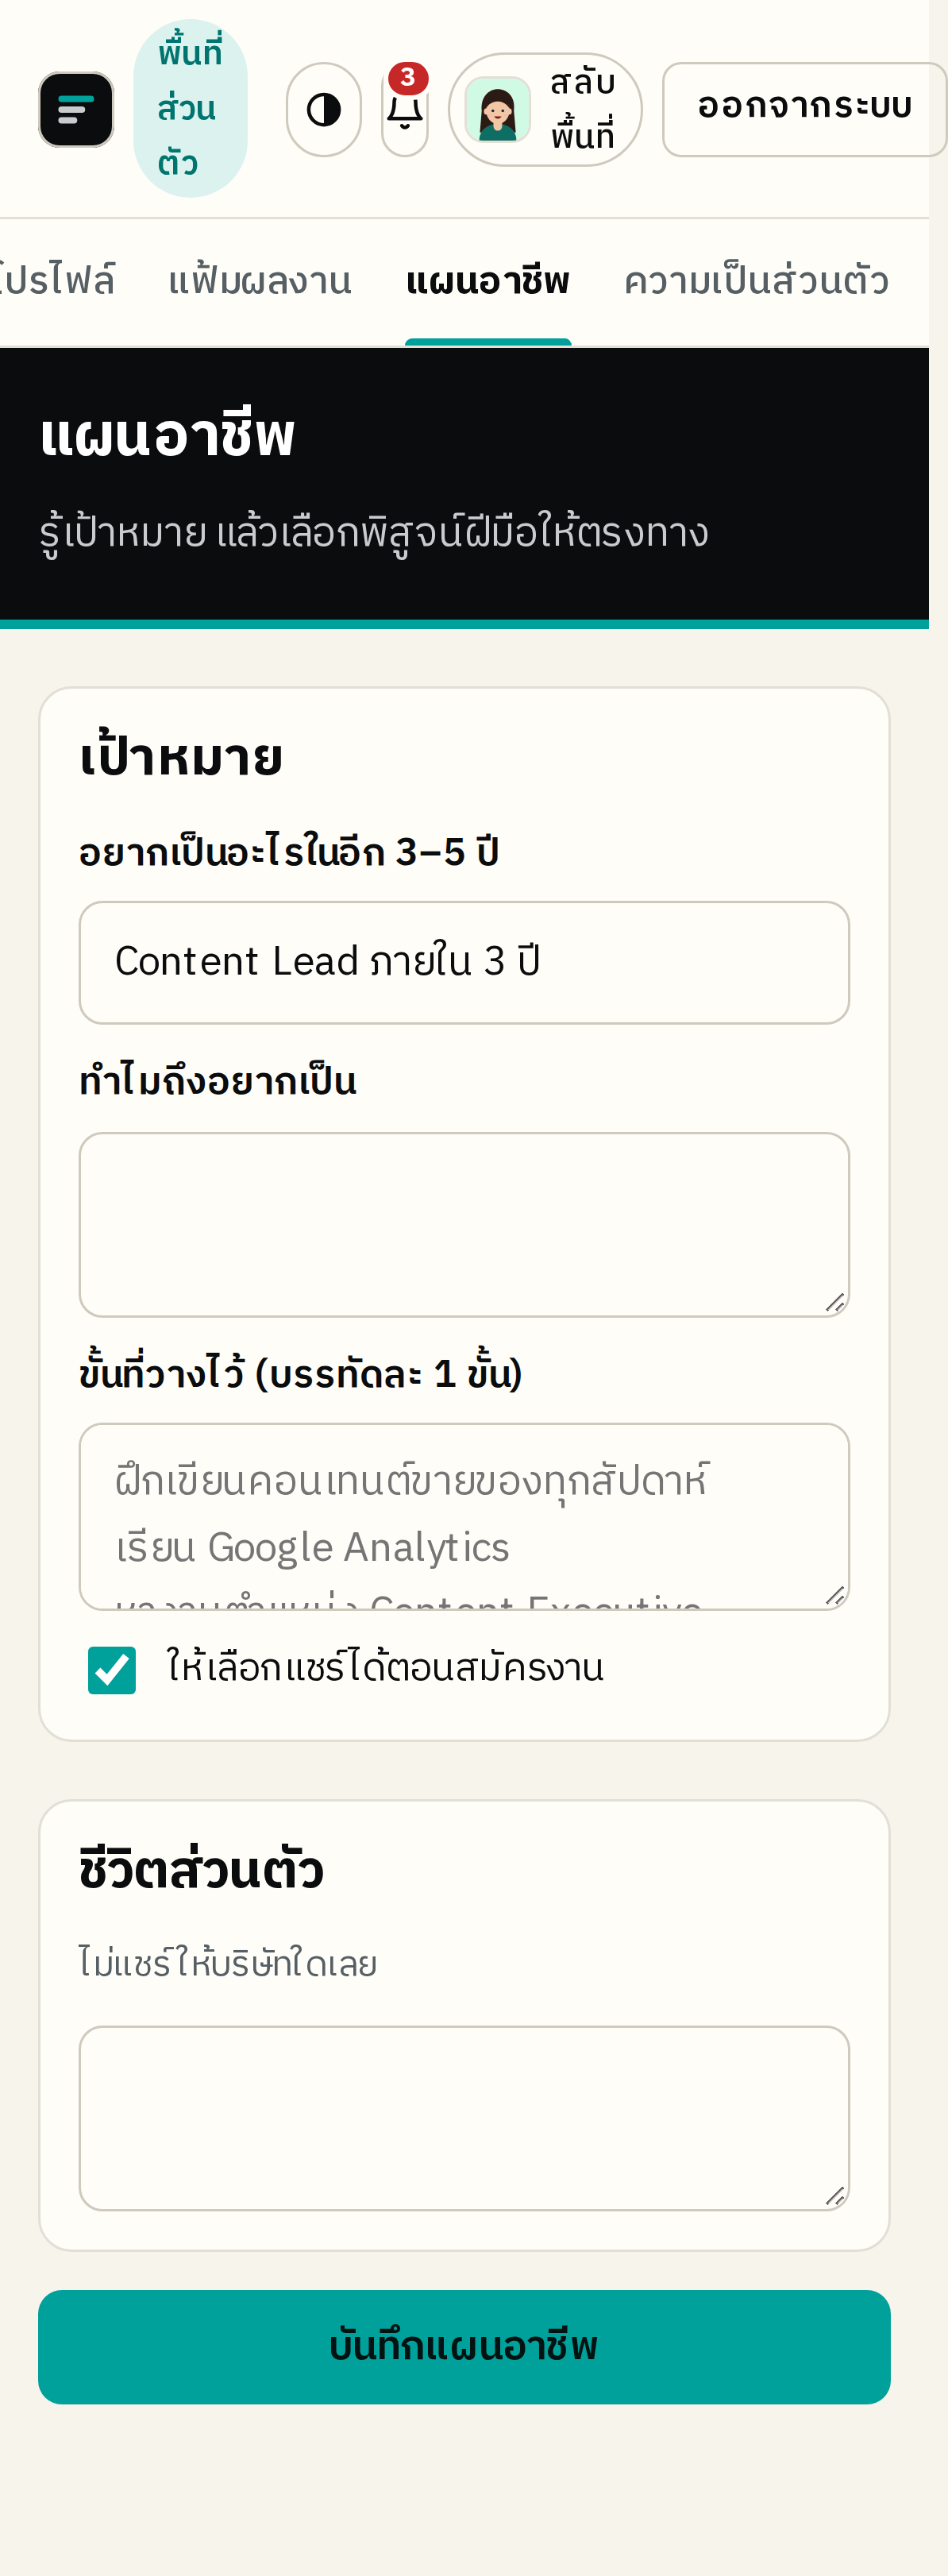 พื้นที่
ส่วน
ตัว
3
สลับ
พื้นที่
ออกจากระบบ
โปรไฟล์ แฟ้มผลงาน แผนอาชีพ ความเป็นส่วนตัว
แผนอาชีพ
รู้เป้าหมาย แล้วเลือกพิสูจน์ฝีมือให้ตรงทาง
เป้าหมาย
อยากเป็นอะไรในอีก 3–5 ปี
Content Lead ภายใน 3 ปี
ทำไมถึงอยากเป็น
ขั้นที่วางไว้ (บรรทัดละ 1 ขั้น)
ฝึกเขียนคอนเทนต์ขายของทุกสัปดาห์
เรียน Google Analytics
หางานตำแหน่ง Content Executive
ให้เลือกแชร์ได้ตอนสมัครงาน
ชีวิตส่วนตัว
ไม่แชร์ให้บริษัทใดเลย
บันทึกแผนอาชีพ